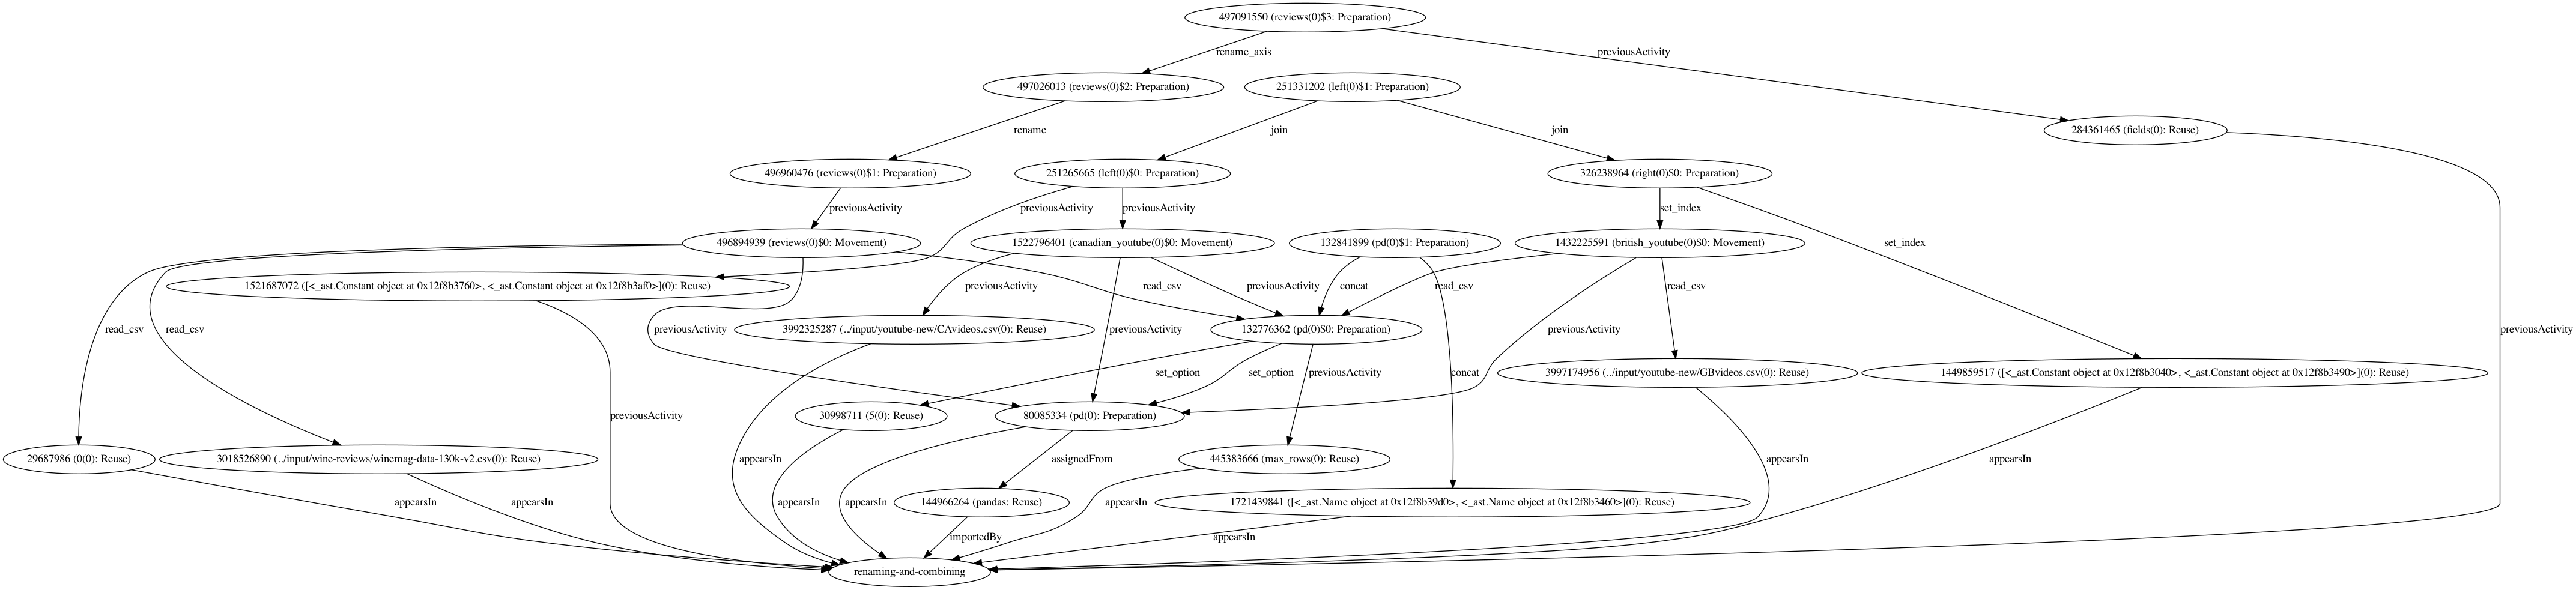 497091550 (reviews(0)$3: Preparation)
rename_axis
previousActivity
497026013 (reviews(0)$2: Preparation)
251331202 (left(0)$1: Preparation)
rename
join
join
284361465 (fields(0): Reuse)
496960476 (reviews(0)$1: Preparation)
251265665 (left(0)$0: Preparation)
326238964 (right(0)$0: Preparation)
previousActivity
previousActivity
previousActivity
set_index
496894939 (reviews(0)$0: Movement)
1522796401 (canadian_youtube(0)$0: Movement)
132841899 (pd(0)$1: Preparation)
1432225591 (british_youtube(0)$0: Movement)
set_index
1521687072 ([<_ast.Constant object at 0x12f8b3760>, <_ast.Constant object at 0x12f8b3af0>](0): Reuse)
previousActivity
read_csv
previousActivity
concat
read_csv
read_csv
read_csv
read_csv
previousActivity
3992325287 (../input/youtube-new/CAvideos.csv(0): Reuse)
previousActivity
132776362 (pd(0)$0: Preparation)
previousActivity
previousActivity
set_option
set_option
previousActivity
concat
3997174956 (../input/youtube-new/GBvideos.csv(0): Reuse)
1449859517 ([<_ast.Constant object at 0x12f8b3040>, <_ast.Constant object at 0x12f8b3490>](0): Reuse)
previousActivity
30998711 (5(0): Reuse)
80085334 (pd(0): Preparation)
29687986 (0(0): Reuse)
3018526890 (../input/wine-reviews/winemag-data-130k-v2.csv(0): Reuse)
appearsIn
assignedFrom
445383666 (max_rows(0): Reuse)
appearsIn
appearsIn
appearsIn
appearsIn
appearsIn
appearsIn
144966264 (pandas: Reuse)
appearsIn
1721439841 ([<_ast.Name object at 0x12f8b39d0>, <_ast.Name object at 0x12f8b3460>](0): Reuse)
importedBy
appearsIn
renaming-and-combining